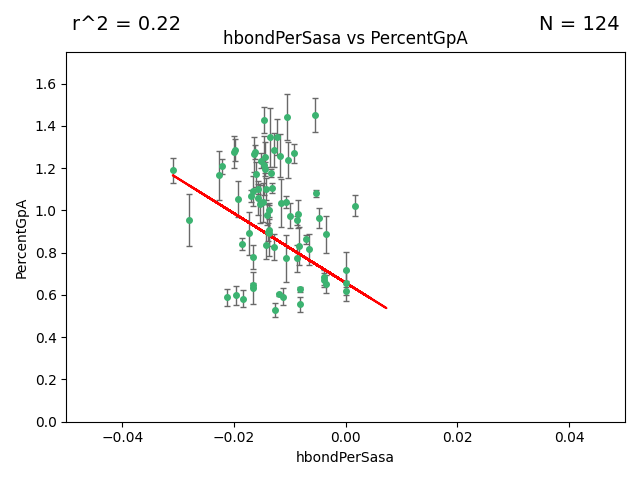 r^2 = 0.22
N = 124
hbondPerSasa vs PercentGpA
1.6
1.4
1.2
1.0
0.8
0.6
0.4
0.2
0.0
PercentGpA
−0.04
−0.02
0.00
0.02
0.04
hbondPerSasa